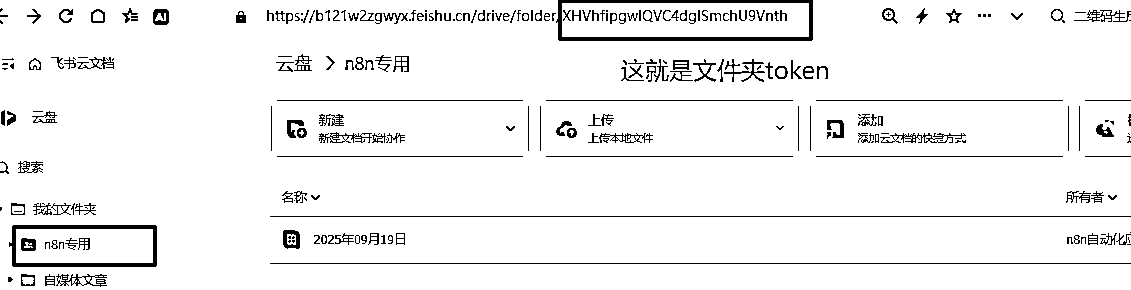 https://b121w2zgwyx.feishu.cn/drive/folder/XHVhfipgwlQVC4dgISmchU9Vnth
二维码生成
飞书云文档
云盘 > n8n专用
这就是文件夹token
云盘
新建
新建文档开始协作
上传
上传本地文件
添加
添加云文档的快捷方式
搜索
名称
所有者
我的文件夹
2025年09月19日
n8n自动化应
n8n专用
自媒体文章